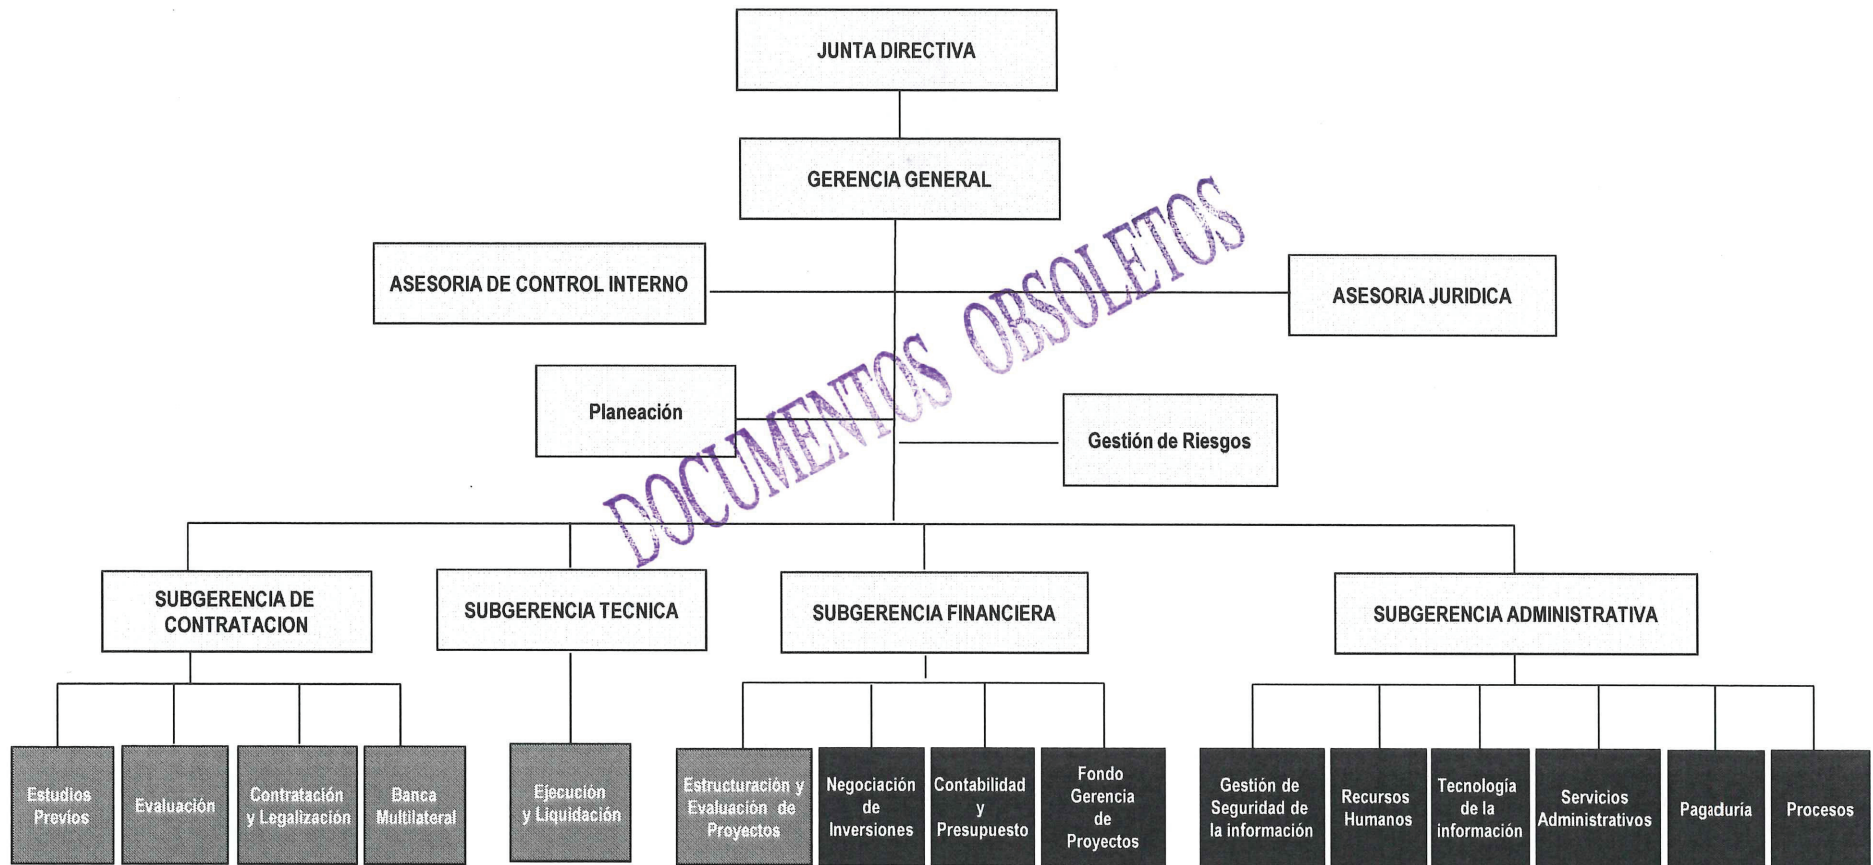 JUNTA DIRECTIVA
GERENCIA GENERAL
ASESORIA DE CONTROL INTERNO
ASESORIA JURIDICA
Planeación
Gestión de Riesgos
DOCUMENTOS OBSOLETOS
SUBGERENCIA DE
CONTRATACION
SUBGERENCIA TECNICA
SUBGERENCIA FINANCIERA
SUBGERENCIA ADMINISTRATIVA
Estudios
Previos
Evaluación
Contratación
y Legalización
Banca
Multilateral
Ejecución
y Liquidación
Estructuración y
Evaluación de
Proyectos
Negociación
de
Inversiones
Contabilidad
y
Presupuesto
Fondo
Gerencia
de
Proyectos
Gestión de
Seguridad de
la información
Recursos
Humanos
Tecnología
de la
información
Servicios
Administrativos
Pagaduría
Procesos